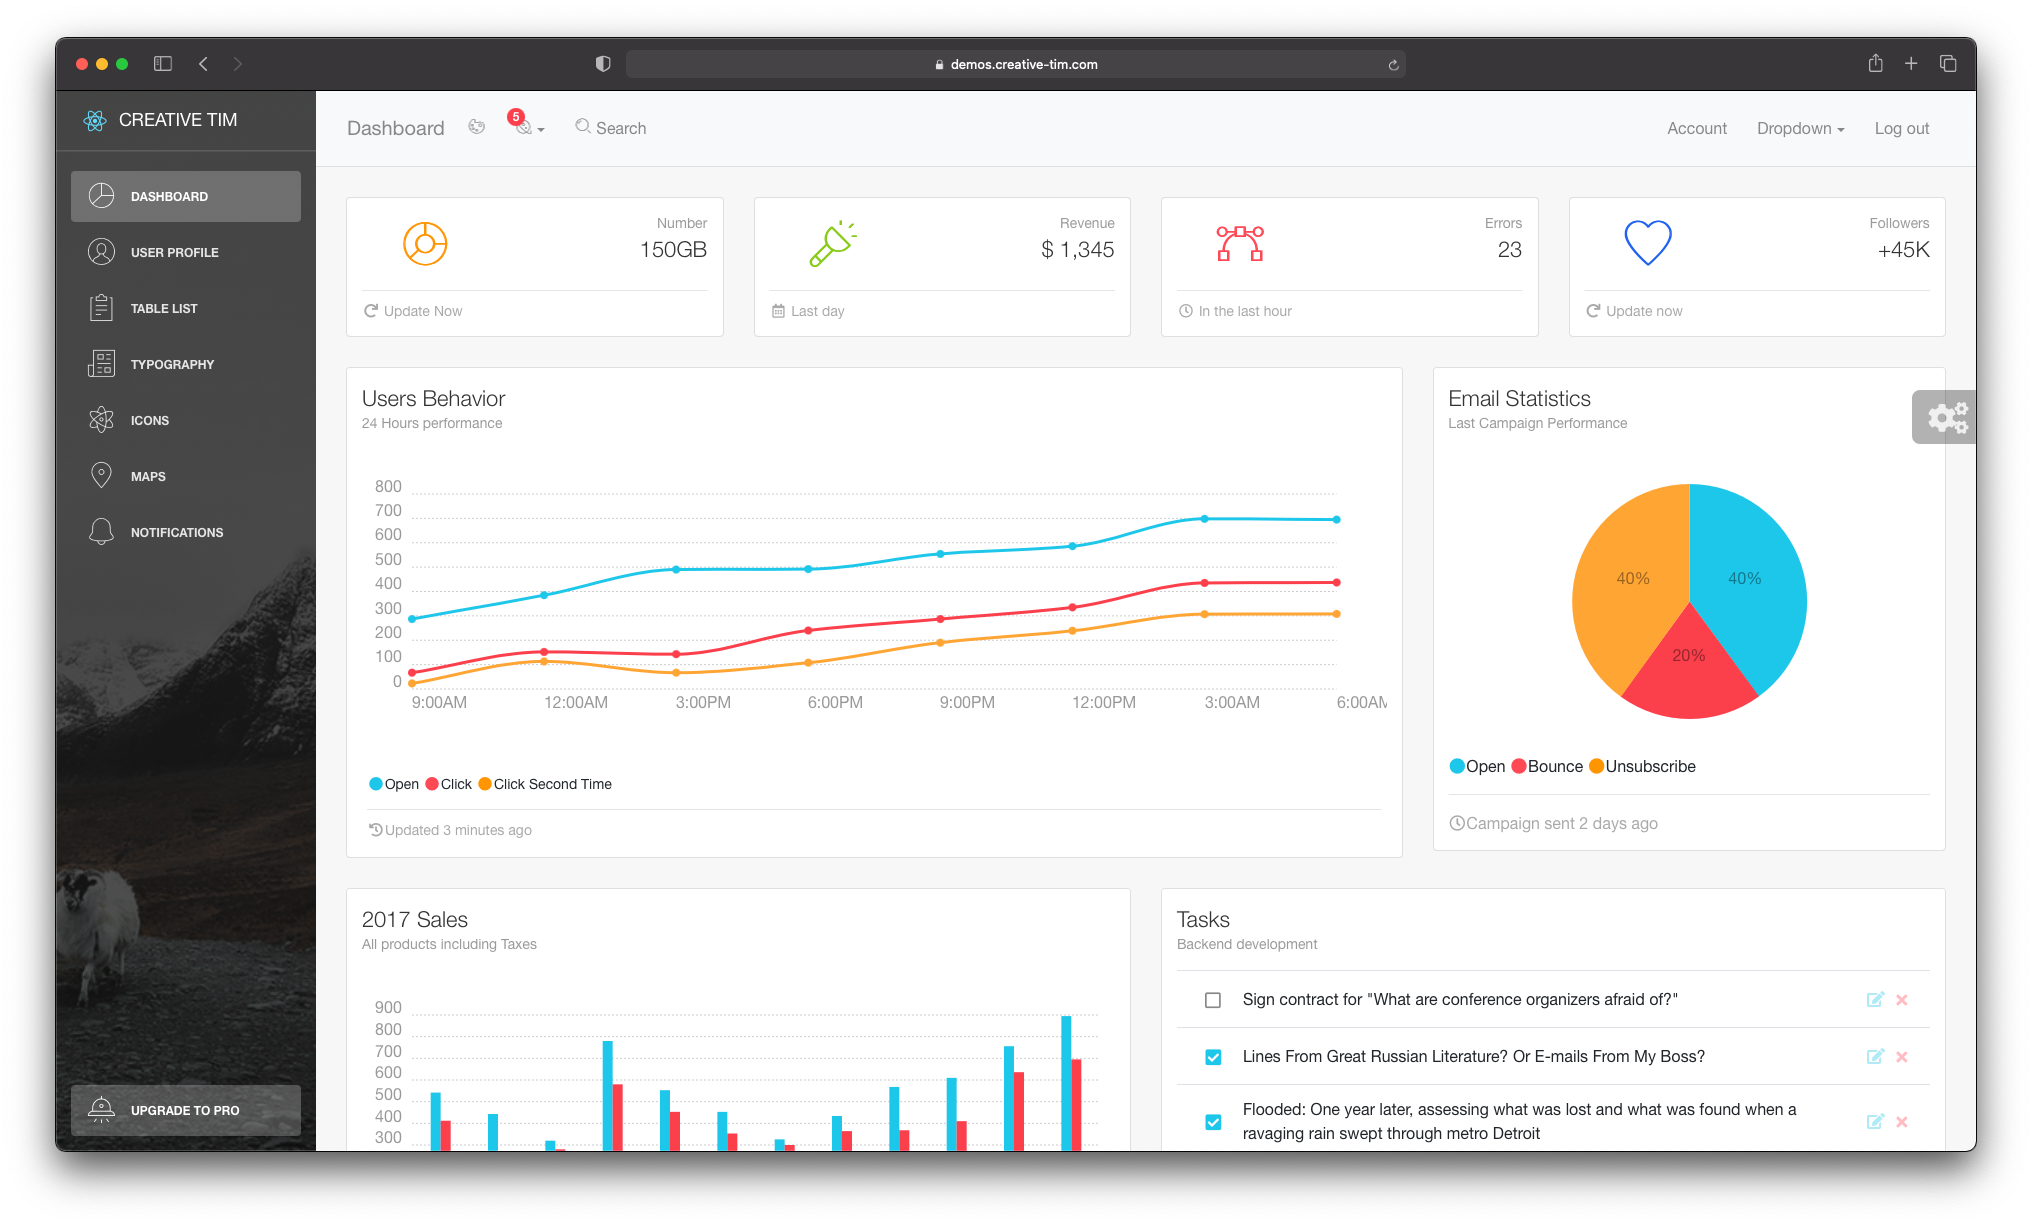 demos.creative-tim.com
CREATIVE TIM
DASHBOARD
USER PROFILE
TABLE LIST
TYPOGRAPHY
ICONS
MAPS
NOTIFICATIONS
UPGRADE TO PRO
Dashboard
5
Search
Account
Dropdown
Log out
Number
150GB
Update Now
Revenue
$ 1,345
Last day
Errors
23
In the last hour
Followers
+45K
Update now
Users Behavior
24 Hours performance
800
700
600
500
400
300
200
100
0
9:00AM 12:00AM 3:00PM 6:00PM 9:00PM 12:00PM 3:00AM 6:00AM
Open Click Click Second Time
Updated 3 minutes ago
Email Statistics
Last Campaign Performance
40% 40%
20%
Open Bounce Unsubscribe
Campaign sent 2 days ago
2017 Sales
All products including Taxes
900
800
700
600
500
400
300
Tasks
Backend development
Sign contract for "What are conference organizers afraid of?"
Lines From Great Russian Literature? Or E-mails From My Boss?
Flooded: One year later, assessing what was lost and what was found when a
ravaging rain swept through metro Detroit